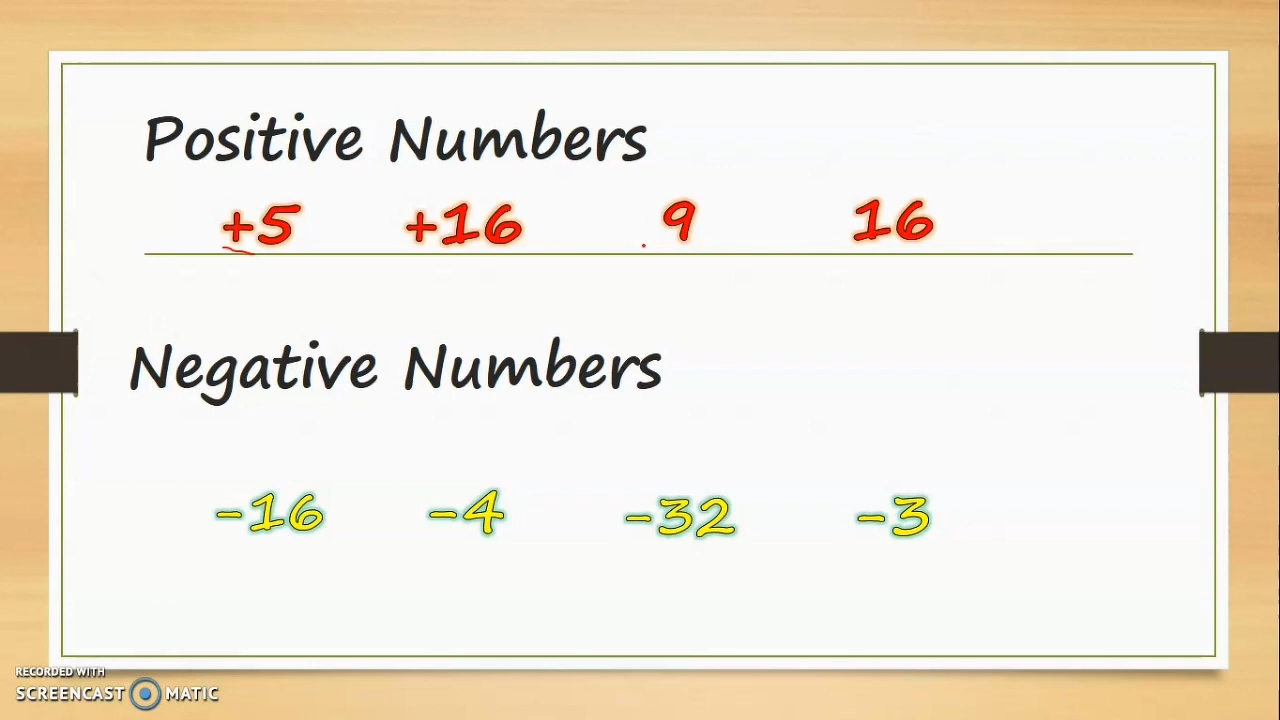 Positive Numbers
+5 +16 9 16
Negative Numbers
-16 -4 -32 -3
RECORDED WITH
SCREENCAST MATIC